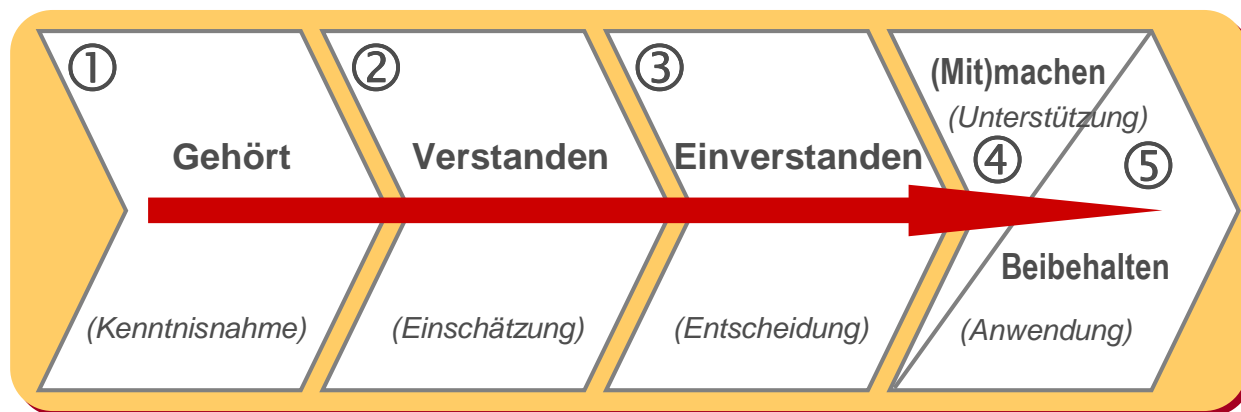 ①
Gehört
(Kenntnisnahme)
②
Verstanden
(Einschätzung)
③
Einverstanden
(Entscheidung)
(Mit)machen
(Unterstützung)
④
⑤
Beibehalten
(Anwendung)